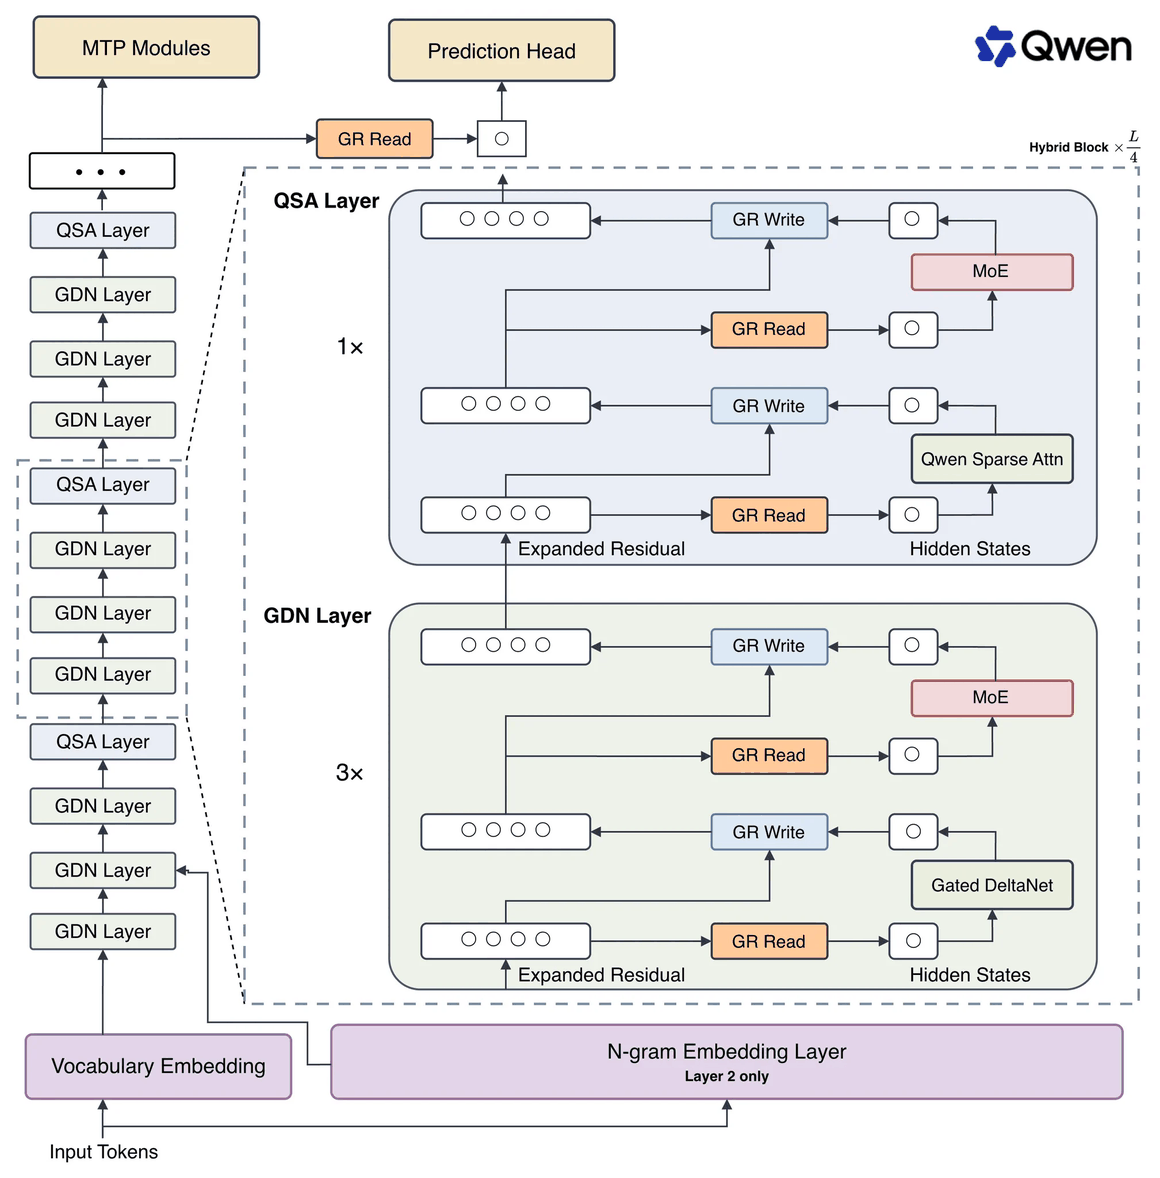 MTP Modules
Prediction Head
Qwen
GR Read
Hybrid Block × L/4
• • •
QSA Layer
GDN Layer
GDN Layer
GDN Layer
QSA Layer
GDN Layer
GDN Layer
GDN Layer
QSA Layer
GDN Layer
GDN Layer
GDN Layer
QSA Layer
GR Write
MoE
1×
GR Read
GR Write
Qwen Sparse Attn
GR Read
Expanded Residual
Hidden States
GDN Layer
GR Write
MoE
3×
GR Read
GR Write
Gated DeltaNet
GR Read
Expanded Residual
Hidden States
Vocabulary Embedding
N-gram Embedding Layer
Layer 2 only
Input Tokens